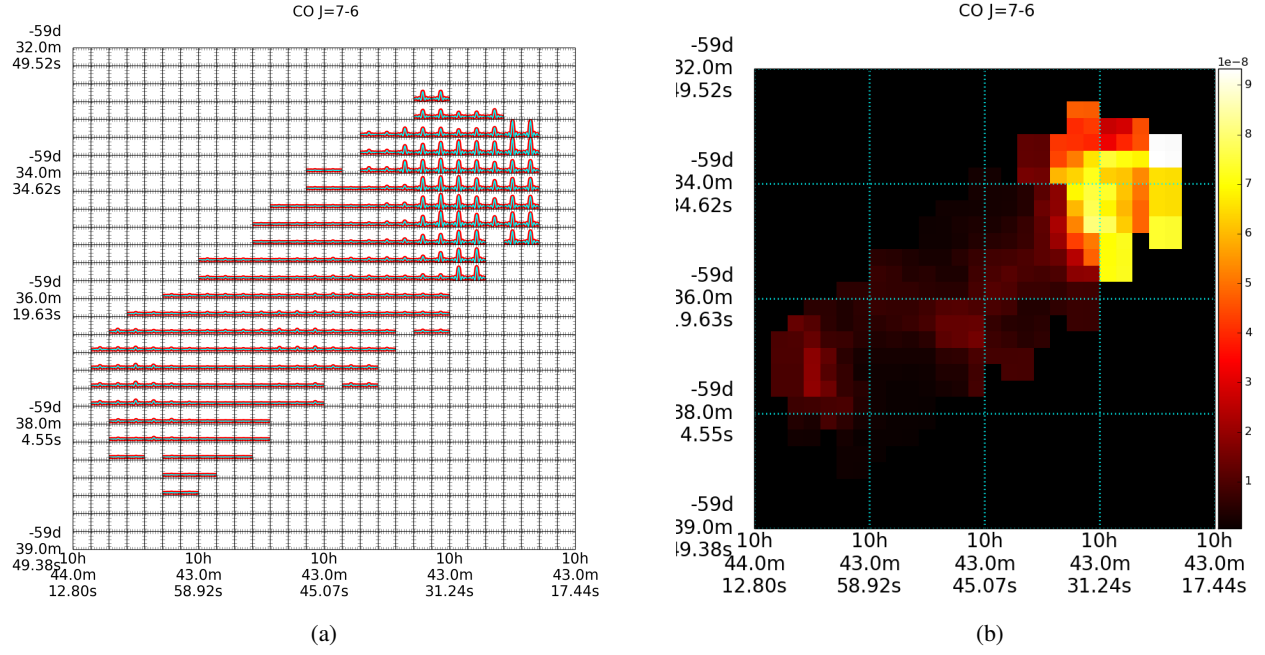 CO J=7-6
-59d
32.0m
49.52s
-59d
34.0m
34.62s
-59d
36.0m
19.63s
-59d
38.0m
4.55s
-59d
39.0m
49.38s
10h
44.0m
12.80s
10h
43.0m
58.92s
10h
43.0m
45.07s
10h
43.0m
31.24s
10h
43.0m
17.44s
(a)
CO J=7-6
-59d
32.0m
49.52s
-59d
34.0m
34.62s
-59d
36.0m
19.63s
-59d
38.0m
4.55s
-59d
39.0m
49.38s
10h
44.0m
12.80s
10h
43.0m
58.92s
10h
43.0m
45.07s
10h
43.0m
31.24s
10h
43.0m
17.44s
1e−8
9
8
7
6
5
4
3
2
1
(b)